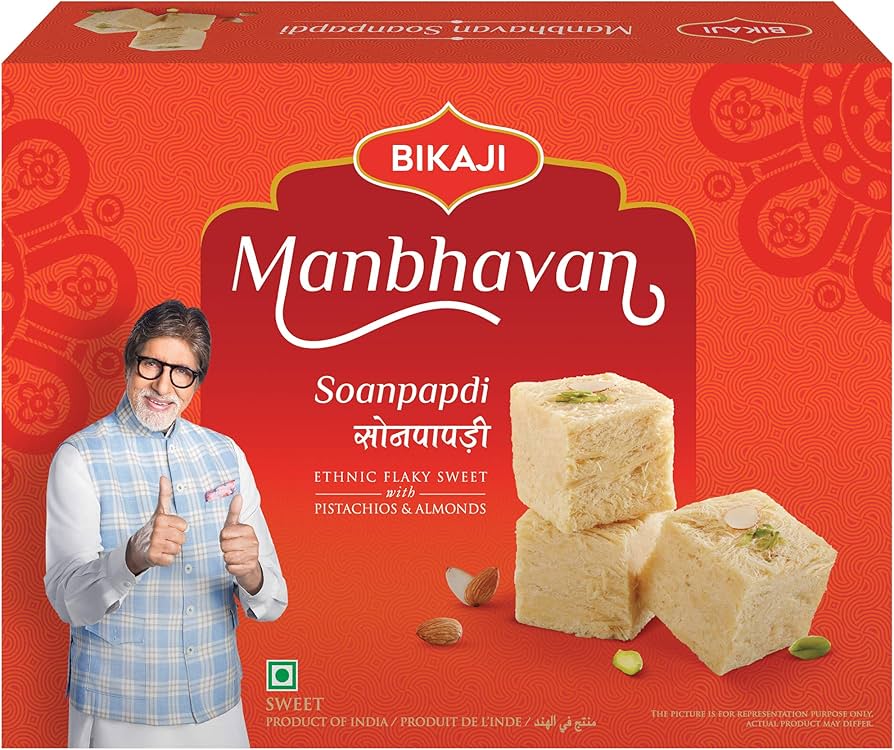 Manbhavan Soanpapdi
BIKAJI
BIKAJI
Manbhavan
Soanpapdi
सोनपापड़ी
ETHNIC FLAKY SWEET
with
PISTACHIOS & ALMONDS
SWEET
PRODUCT OF INDIA / PRODUIT DE L'INDE / منتج في الهند
THE PICTURE IS FOR REPRESENTATION PURPOSE ONLY.
ACTUAL PRODUCT MAY DIFFER.